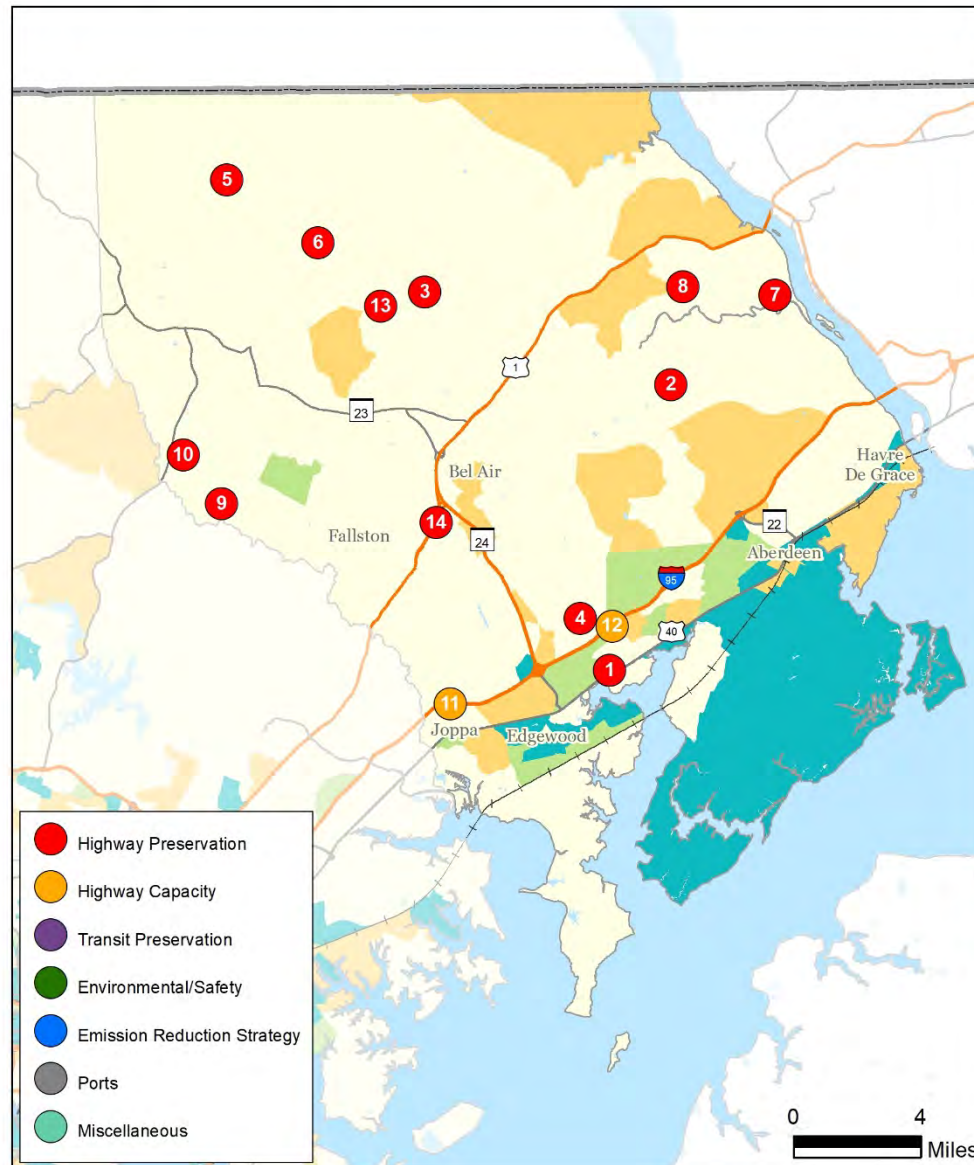 5
6
3
13
8
7
1
2
23
10
Bel Air
Havre
De Grace
9
14
Fallston
24
22
Aberdeen
95
4
12
40
1
11
Joppa
Edgewood
Highway Preservation
Highway Capacity
Transit Preservation
Environmental/Safety
Emission Reduction Strategy
Ports
Miscellaneous
0 4
Miles